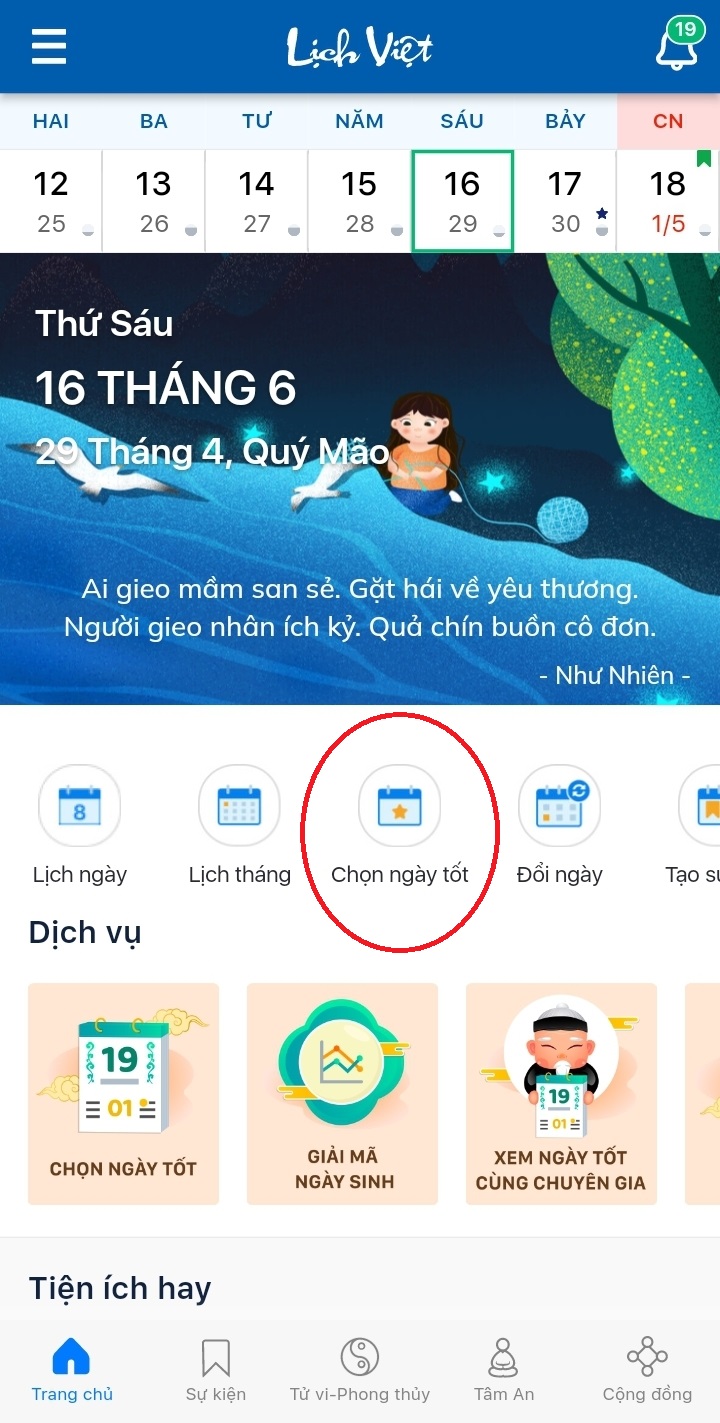 Lịch Việt
19
HAI BA TƯ NĂM SÁU BẢY CN
12 13 14 15 16 17 18
25 26 27 28 29 30 1/5
Thứ Sáu
16 THÁNG 6
29 Tháng 4, Quý Mão
Ai gieo mầm san sẻ. Gặt hái về yêu thương.
Người gieo nhân ích kỷ. Quả chín buồn cô đơn.
- Như Nhiên -
8
Lịch ngày Lịch tháng Chọn ngày tốt Đổi ngày Tạo
Dịch vụ
19
01
CHỌN NGÀY TỐT
GIẢI MÃ
NGÀY SINH
19
01
XEM NGÀY TỐT
CÙNG CHUYÊN GIA
Tiện ích hay
Trang chủ Sự kiện Tử vi-Phong thủy Tâm An Cộng đồng